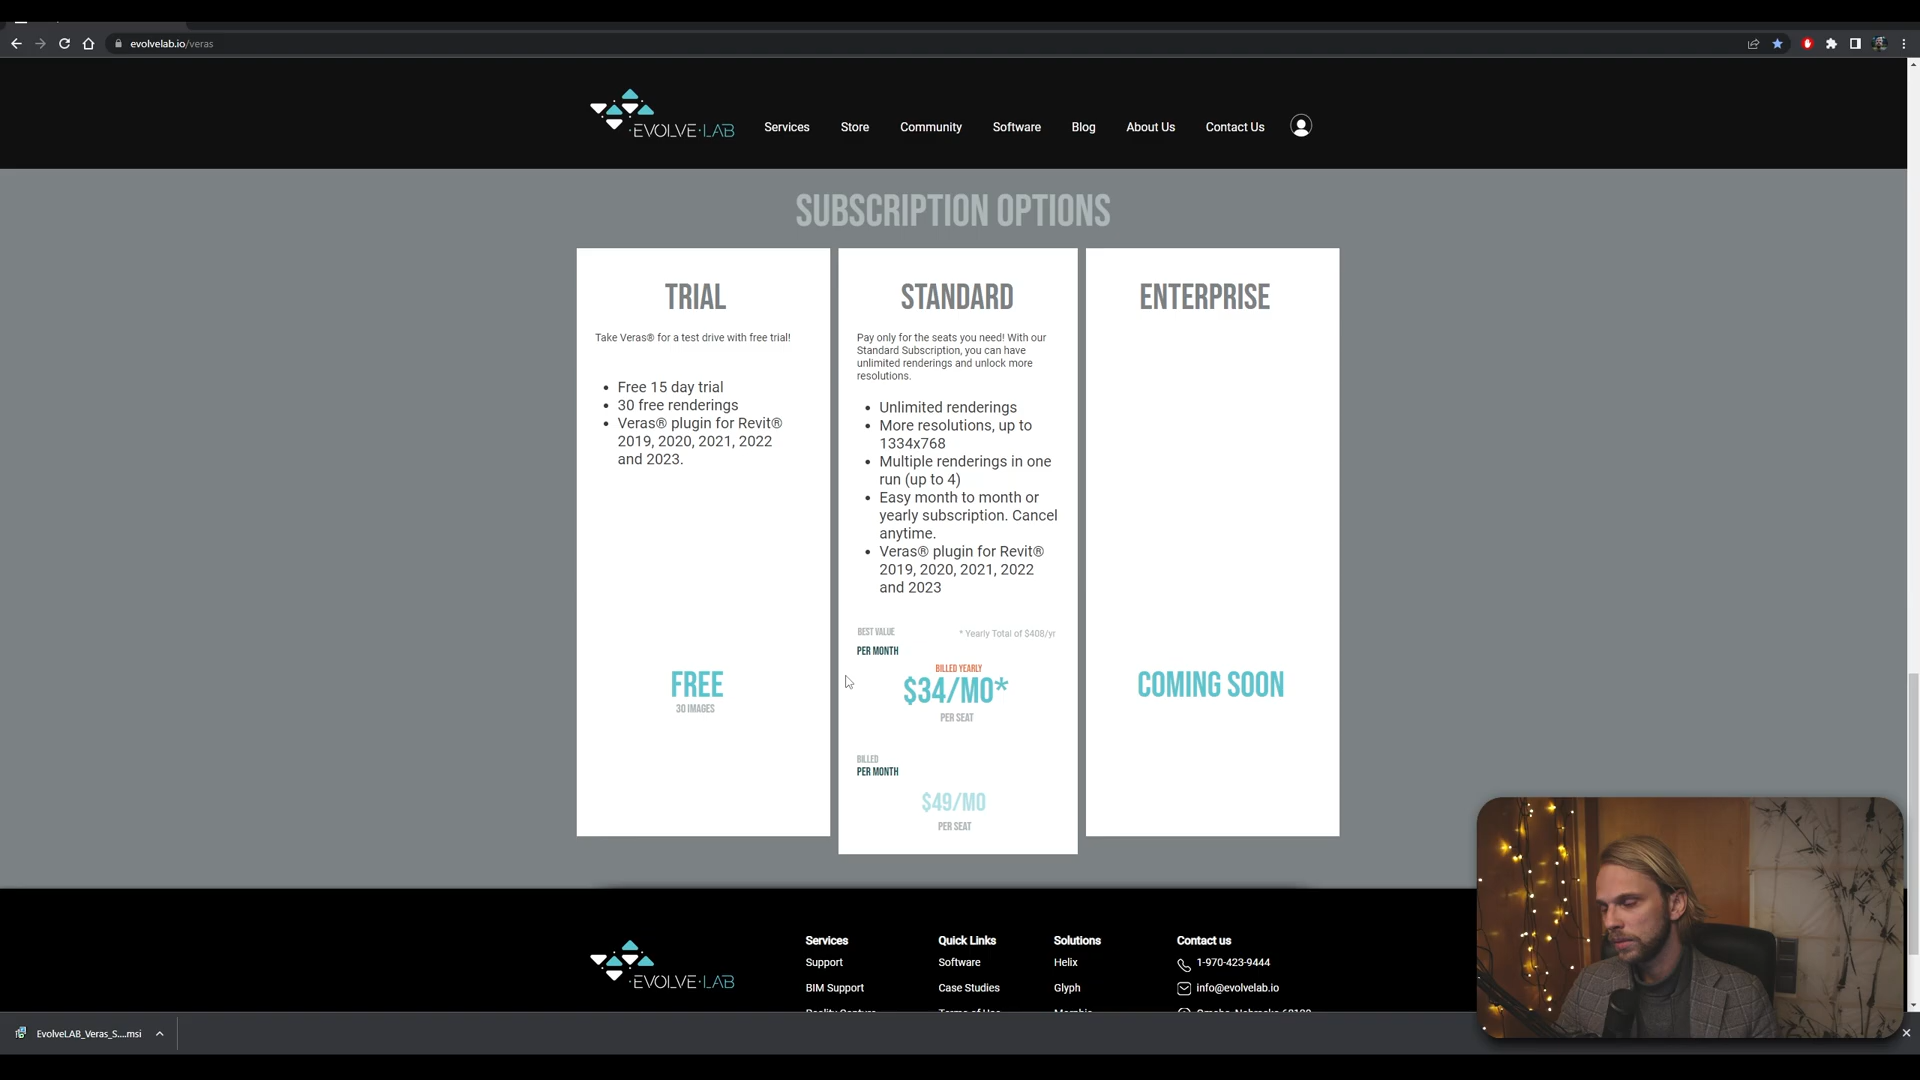 evolvelab.io/veras
EVOLVE LAB
Services
Store
Community
Software
Blog
About Us
Contact Us
SUBSCRIPTION OPTIONS
TRIAL
Take Veras® for a test drive with free trial!
• Free 15 day trial
• 30 free renderings
• Veras® plugin for Revit®
2019, 2020, 2021, 2022
and 2023.
FREE
30 IMAGES
STANDARD
Pay only for the seats you need! With our
Standard Subscription, you can have
unlimited renderings and unlock more
resolutions.
• Unlimited renderings
• More resolutions, up to
1334x768
• Multiple renderings in one
run (up to 4)
• Easy month to month or
yearly subscription. Cancel
anytime.
• Veras® plugin for Revit®
2019, 2020, 2021, 2022
and 2023
BEST VALUE
* Yearly Total of $408/yr
PER MONTH
BILLED YEARLY
$34/MO*
PER SEAT
BILLED
PER MONTH
$49/MO
PER SEAT
ENTERPRISE
COMING SOON
EVOLVE LAB
Services
Support
BIM Support
Quick Links
Software
Case Studies
Solutions
Helix
Glyph
Contact us
1-970-423-9444
info@evolvelab.io
EvolveLAB_Veras_S....msi